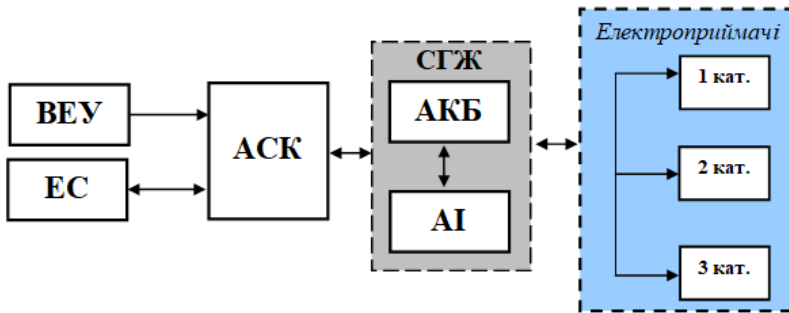 ВЕУ
ЕС
АСК
СГЖ
АКБ
АІ
Електроприймачі
1 кат.
2 кат.
3 кат.